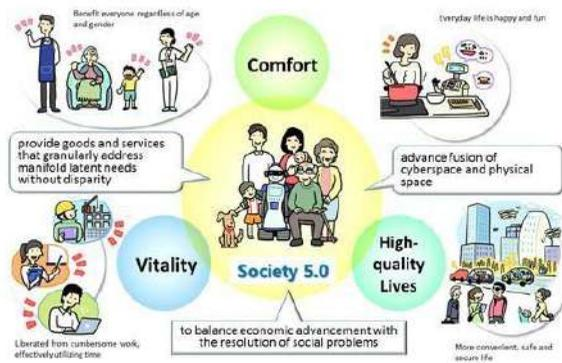 Benefit everyone regardless of age
and gender
Everyday life is happy and fun
Comfort
provide goods and services
that granularly address
manifold latent needs
without disparity
advance fusion of
cyberspace and physical
space
Vitality
Society 5.0
High-
quality
Lives
to balance economic advancement with
the resolution of social problems
Liberated from cumbersome work,
effectively utilizing time
More convenient, safe and
secure life